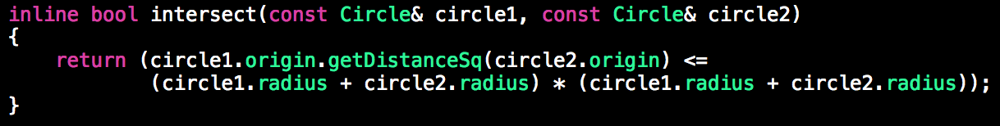 inline bool intersect(const Circle& circle1, const Circle& circle2)
{
    return (circle1.origin.getDistanceSq(circle2.origin) <=
            (circle1.radius + circle2.radius) * (circle1.radius + circle2.radius));
}